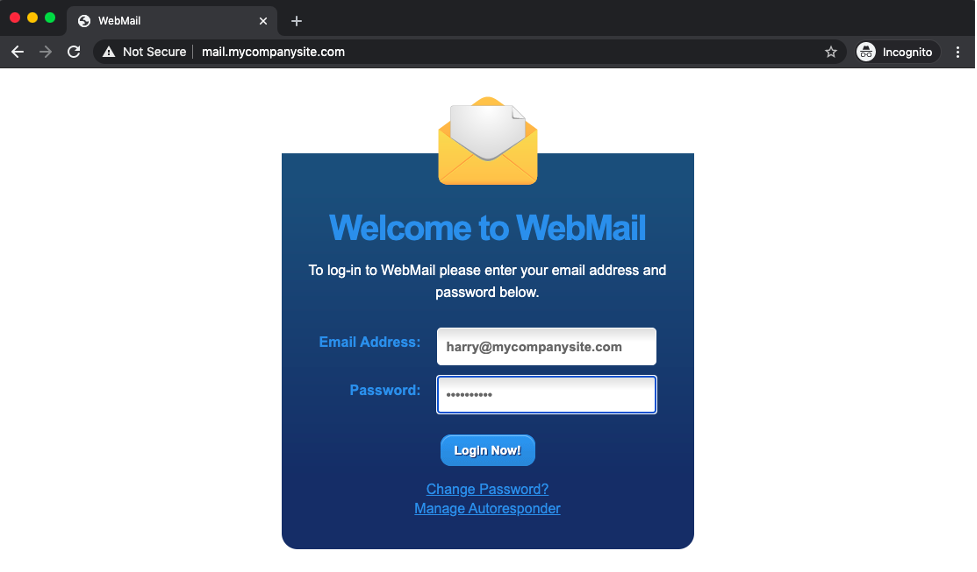 WebMail
Not Secure mail.mycompanysite.com Incognito
Welcome to WebMail
To log-in to WebMail please enter your email address and
password below.
Email Address: harry@mycompanysite.com
Password: ••••••••••
Login Now!
Change Password?
Manage Autoresponder